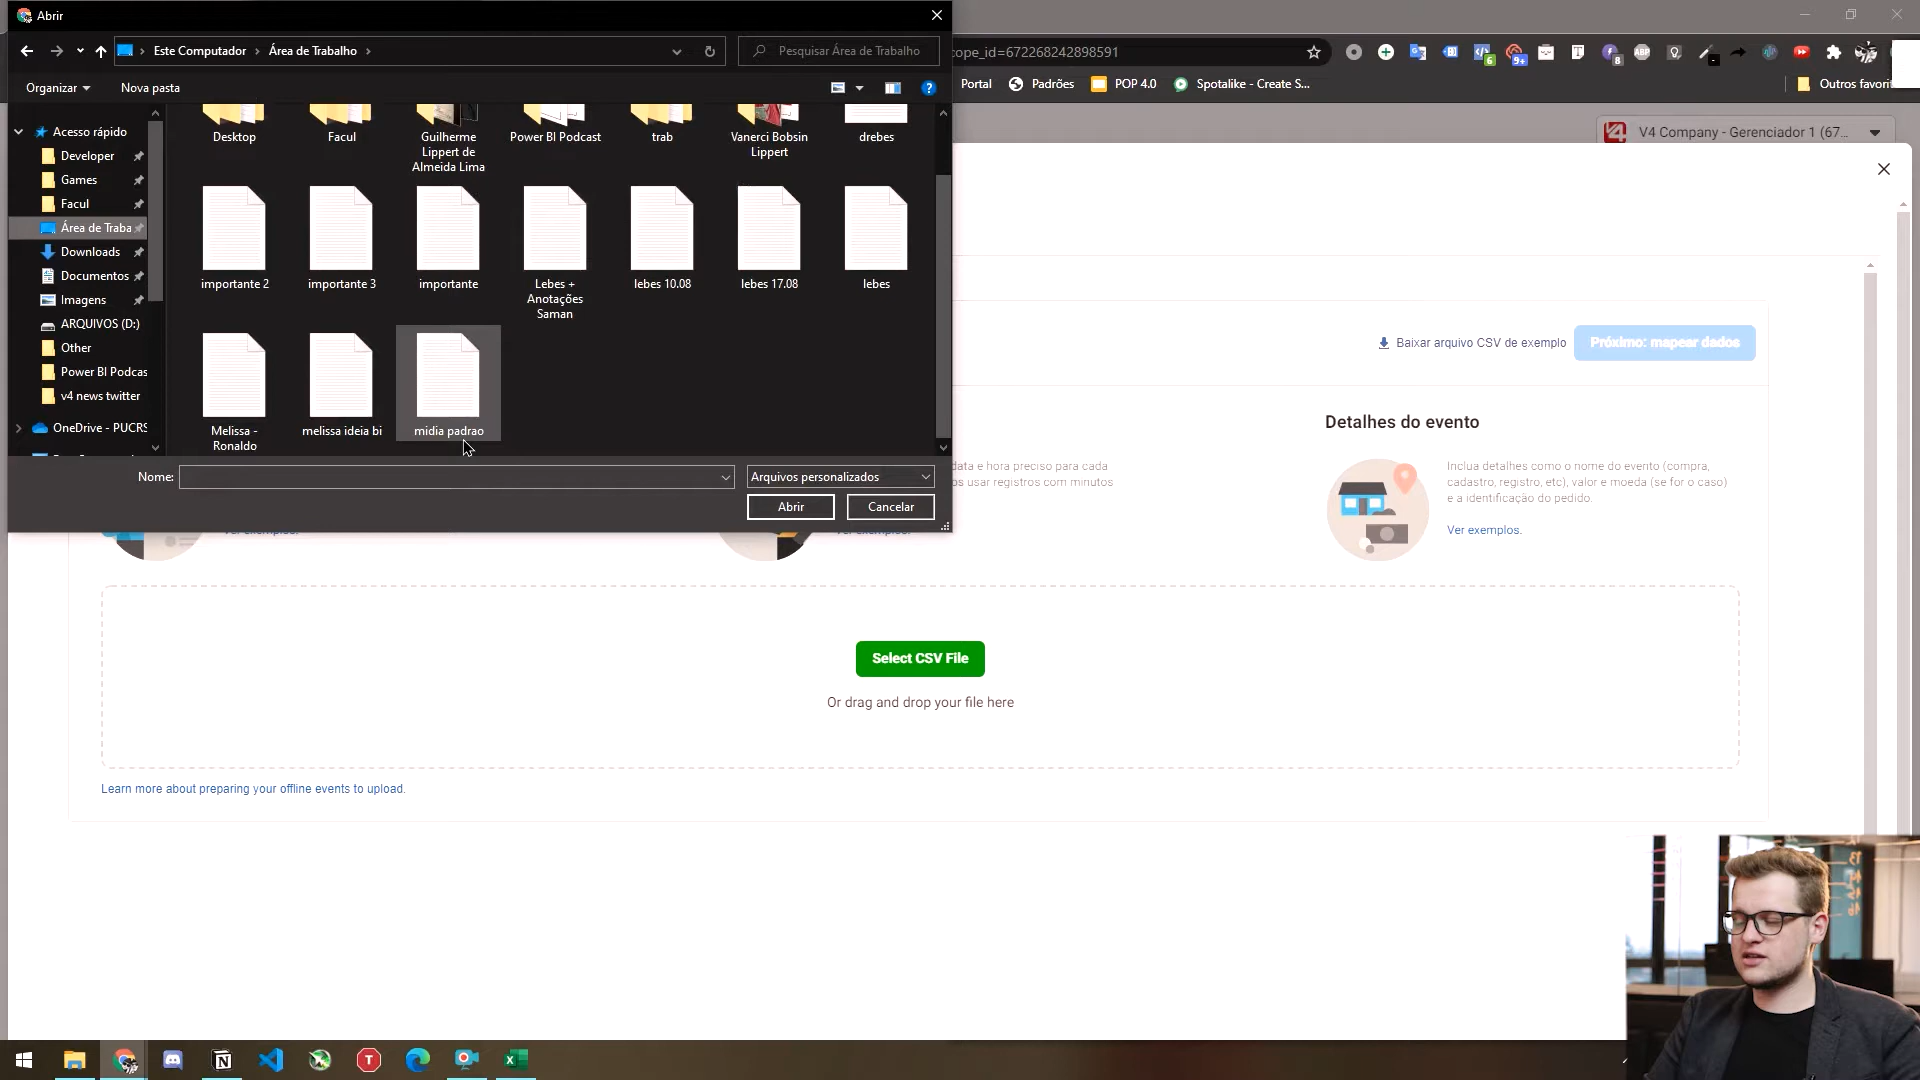 Abrir
Este Computador > Área de Trabalho >
Pesquisar Área de Trabalho
cope_id=672268242898591
6
9+
8
ABP
Organizar
Nova pasta
Portal
Padrões
POP 4.0
Spotalike - Create S...
Outros favorit
Acesso rápido
Developer
Games
Facul
Área de Traba
Downloads
Documentos
Imagens
ARQUIVOS (D:)
Other
Power BI Podcas
v4 news twitter
OneDrive - PUCRS
Desktop
Facul
Guilherme
Lippert de
Almeida Lima
Power BI Podcast
trab
Vanerci Bobsin
Lippert
drebes
importante 2
importante 3
importante
Lebes +
Anotações
Saman
lebes 10.08
lebes 17.08
lebes
Melissa -
Ronaldo
melissa ideia bi
midia padrao
Nome:
Arquivos personalizados
Abrir
Cancelar
V4 Company - Gerenciador 1 (67...
Baixar arquivo CSV de exemplo
Próximo: mapear dados
Detalhes do evento
data e hora preciso para cada
os usar registros com minutos
Inclua detalhes como o nome do evento (compra,
cadastro, registro, etc), valor e moeda (se for o caso)
e a identificação do pedido.
Ver exemplos.
Select CSV File
Or drag and drop your file here
Learn more about preparing your offline events to upload.